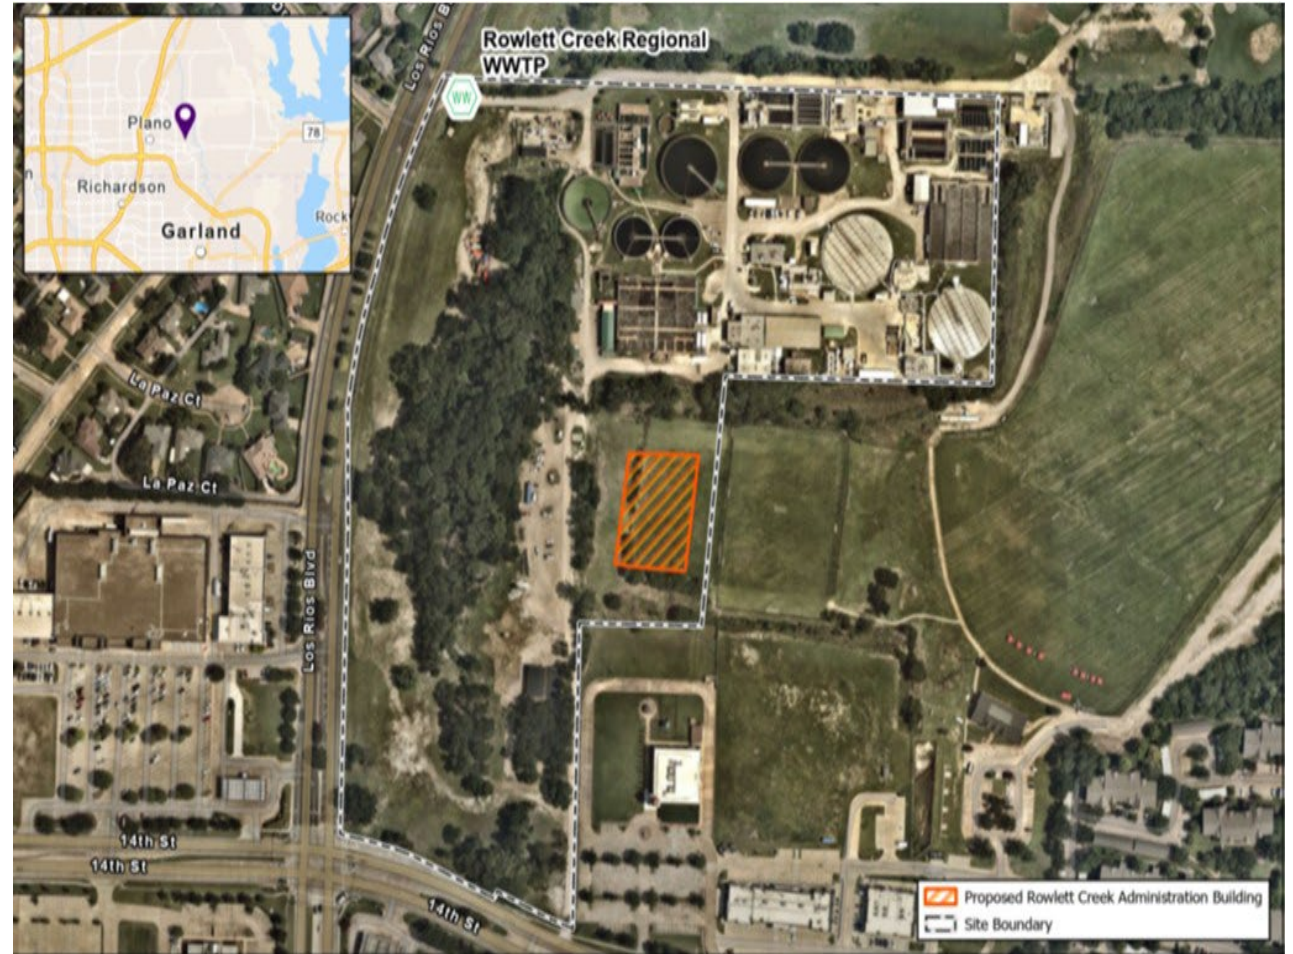 Rowlett Creek Regional
WWTP
WW
Los Rios B
Plano
78
n
Richardson
Rock
Garland
La Paz Ct
La Paz Ct
Los Rios Blvd
14th St
14th St
14th St
Proposed Rowlett Creek Administration Building
Site Boundary